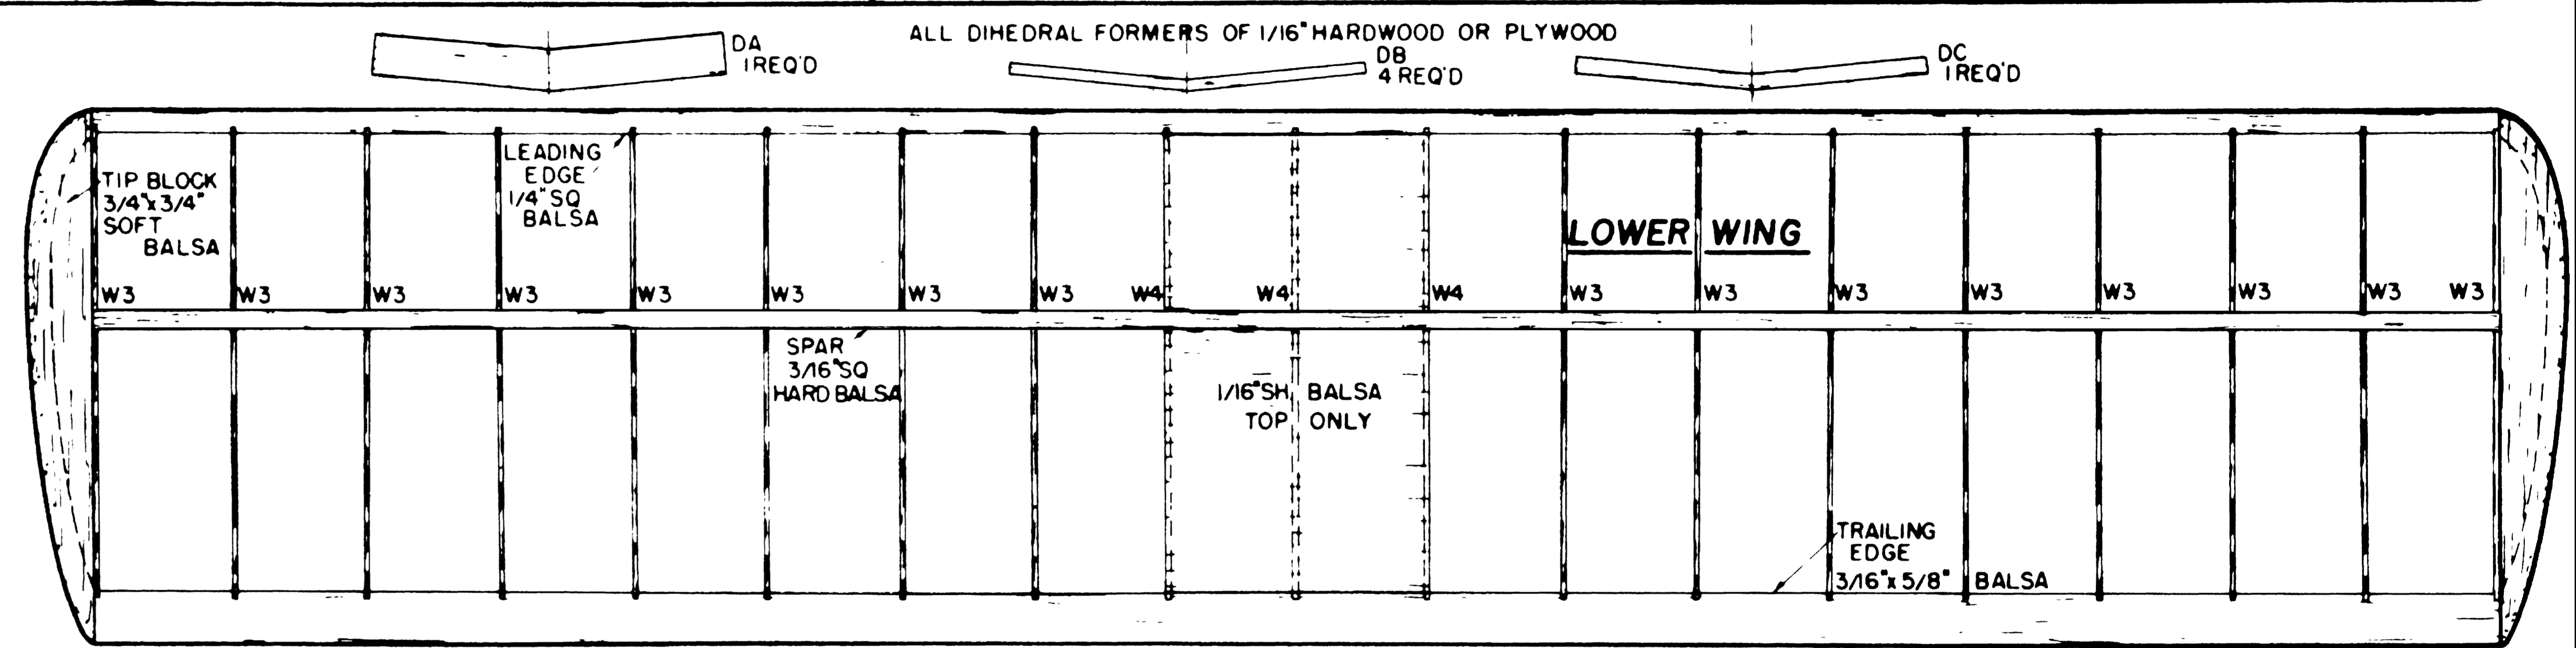 ALL DIHEDRAL FORMERS OF 1/16" HARDWOOD OR PLYWOOD
DA
1 REQ'D
DB
4 REQ'D
DC
1 REQ'D
TIP BLOCK
3/4"x3/4"
SOFT
BALSA
LEADING
EDGE
1/4" SQ
BALSA
LOWER WING
W3 W3 W3 W3 W3 W3 W3 W3 W4 W4 W4 W3 W3 W3 W3 W3 W3 W3 W3
SPAR
3/16" SQ
HARD BALSA
1/16" SH BALSA
TOP ONLY
TRAILING
EDGE
3/16" x 5/8" BALSA